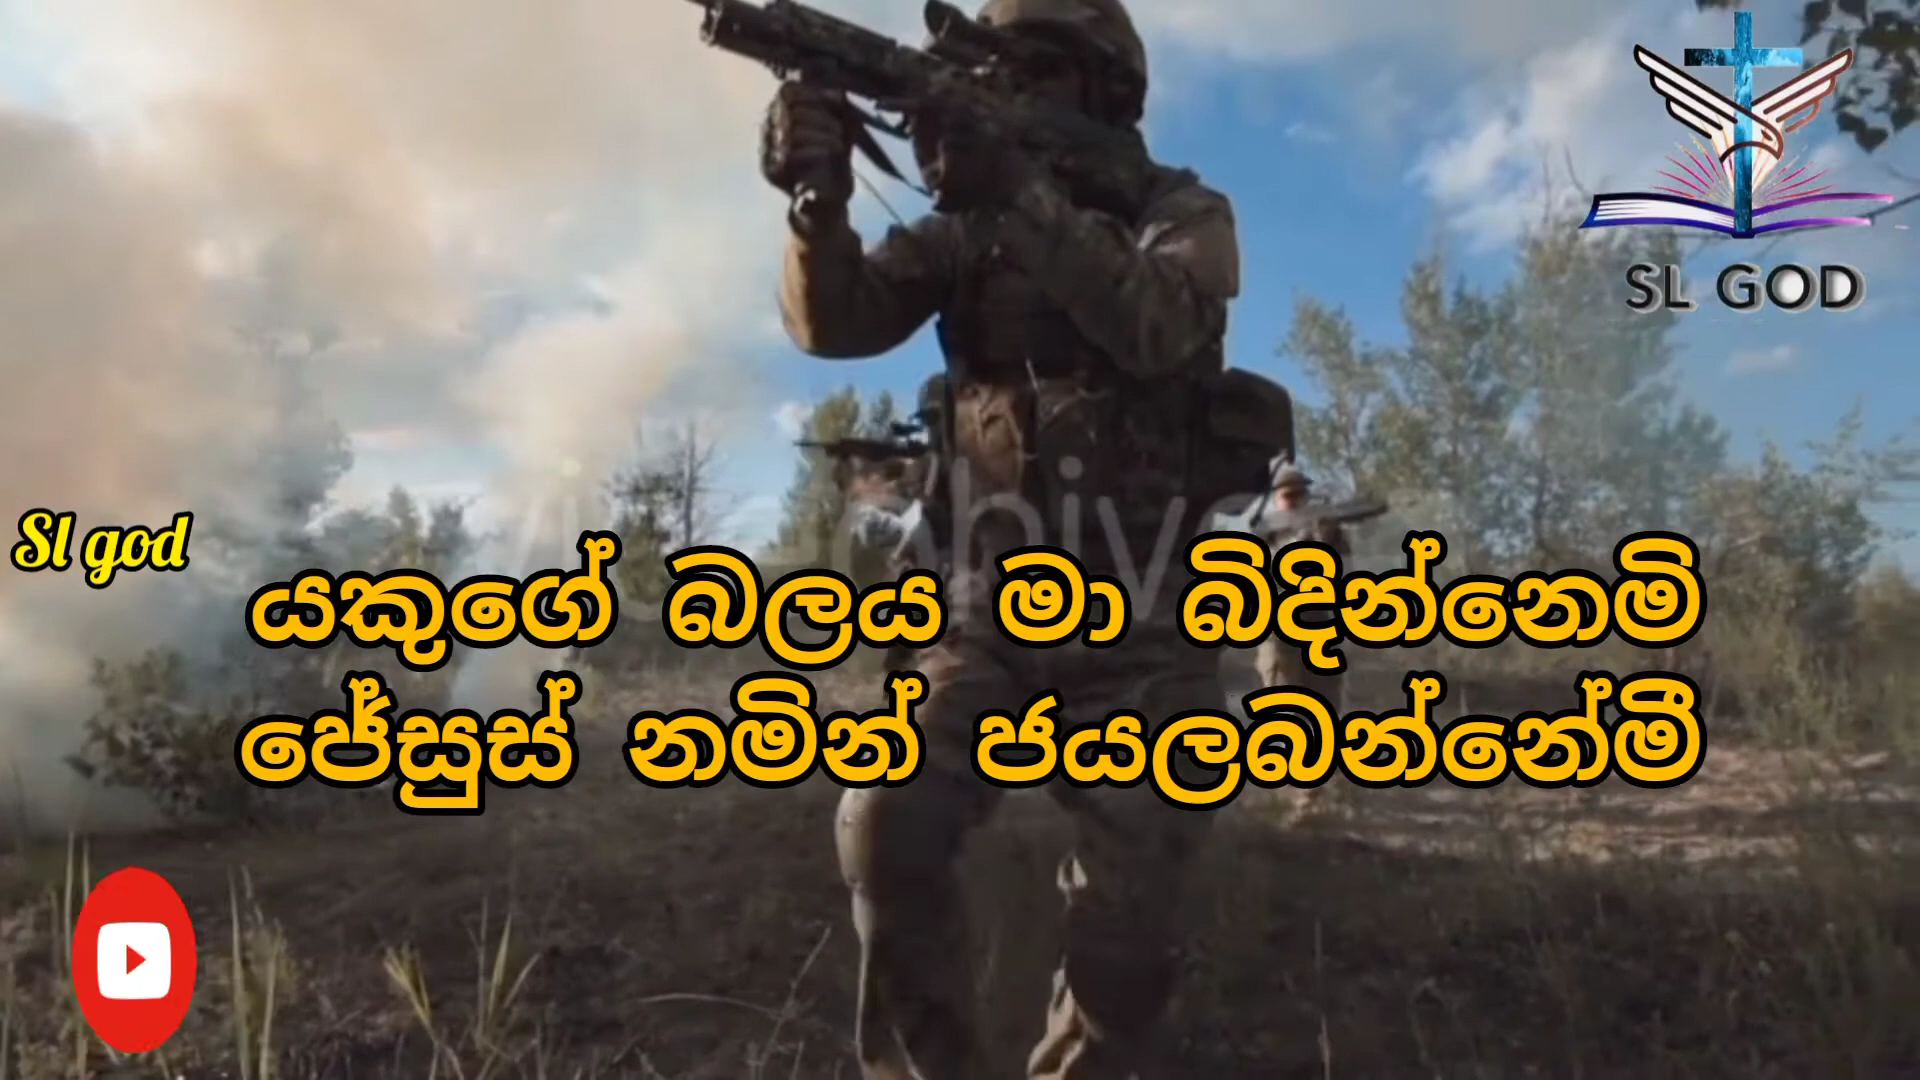 SL GOD
Sl god
යකුගේ බලය මා බිදින්නෙමි
ජේසුස් නමින් ජයලබන්නේමී